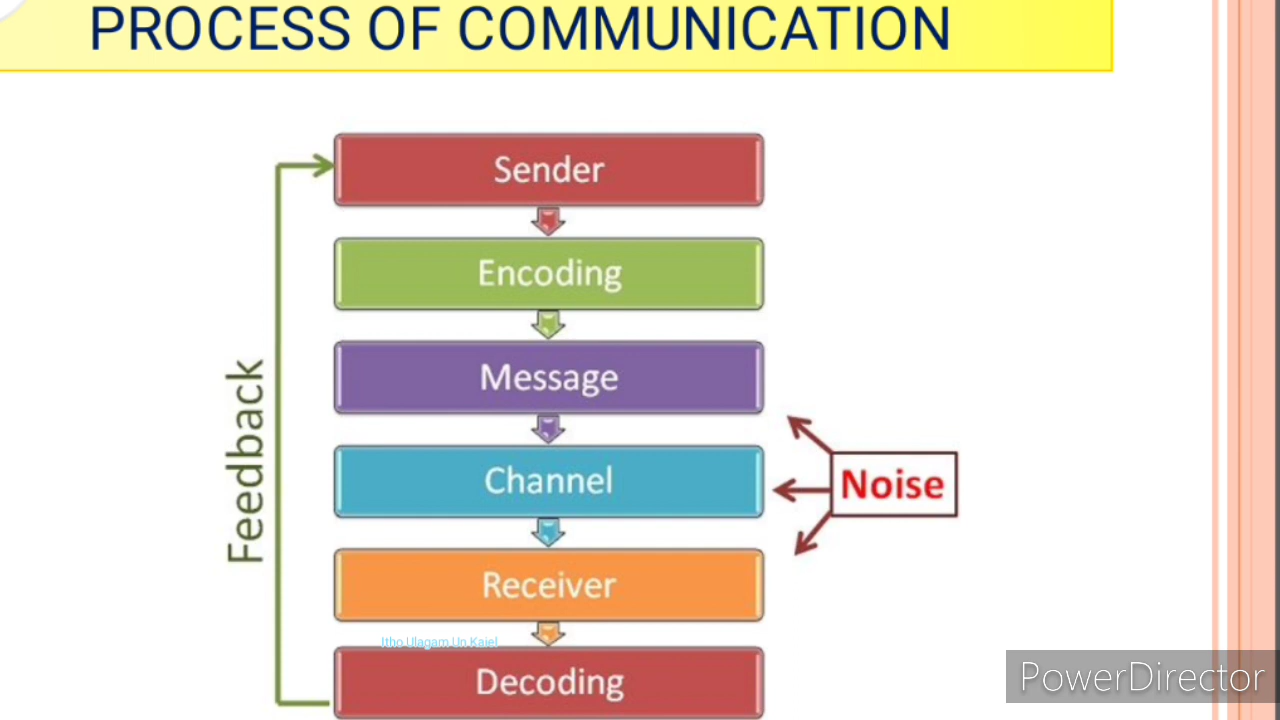 PROCESS OF COMMUNICATION
Sender
Encoding
Message
Feedback
Channel
Noise
Receiver
Itho Ulagam Un Kaiel
Decoding
PowerDirector